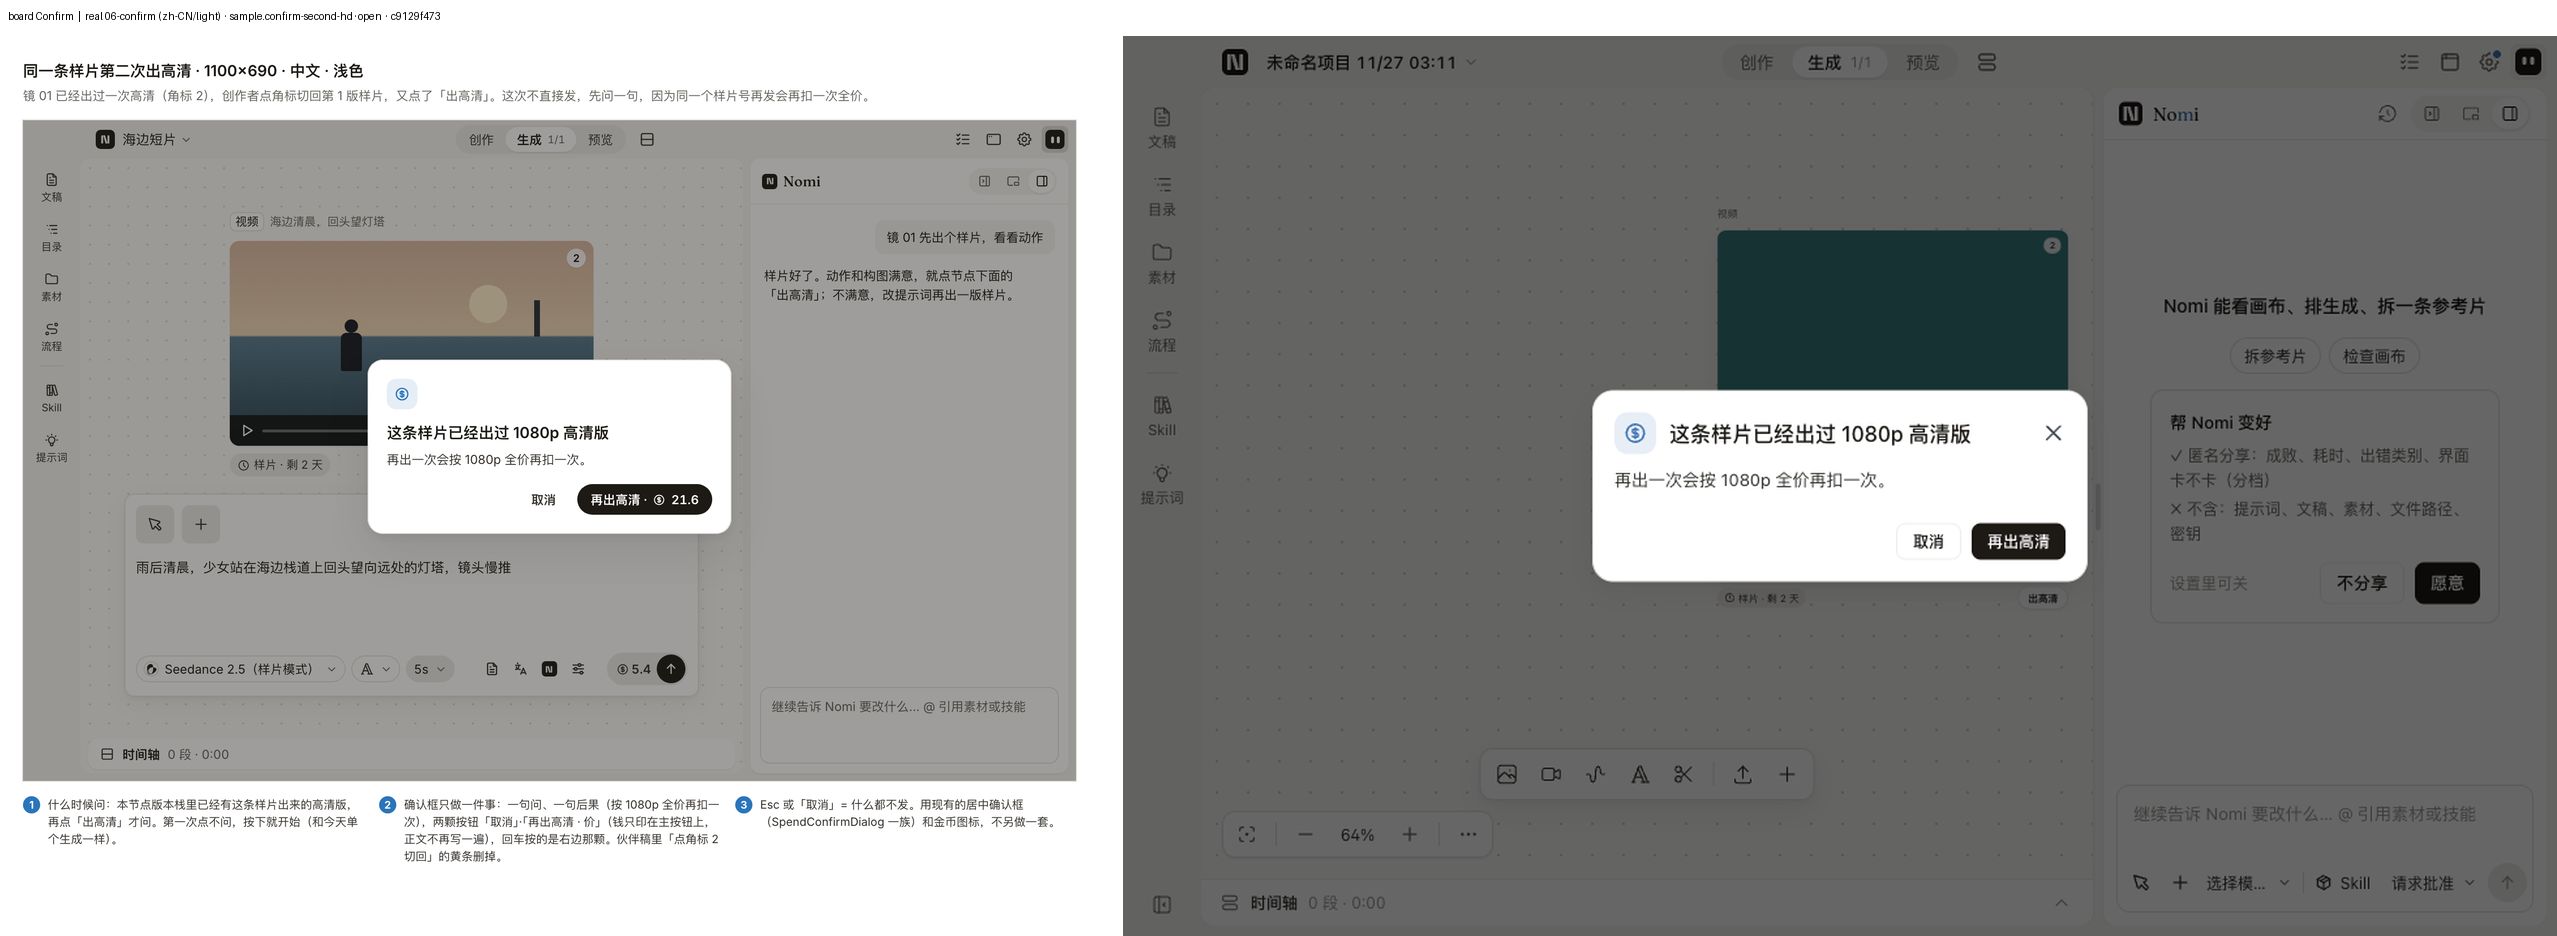 board Confirm | real 06-confirm (zh-CN/light) · sample.confirm-second-hd · open · c9129f473
同一条样片第二次出高清 · 1100×690 · 中文 · 浅色
镜 01 已经出过一次高清（角标 2），创作者点角标切回第 1 版样片，又点了「出高清」。这次不直接发，先问一句，因为同一个样片号再发会再扣一次全价。
海边短片
创作 生成 1/1 预览
文稿
目录
素材
流程
Skill
提示词
视频 海边清晨，回头望灯塔
2
样片 · 剩 2 天
Nomi
镜 01 先出个样片，看看动作
样片好了。动作和构图满意，就点节点下面的
「出高清」；不满意，改提示词再出一版样片。
这条样片已经出过 1080p 高清版
再出一次会按 1080p 全价再扣一次。
取消 再出高清 · 21.6
雨后清晨，少女站在海边栈道上回头望向远处的灯塔，镜头慢推
Seedance 2.5（样片模式） 5s 5.4
继续告诉 Nomi 要改什么... @ 引用素材或技能
时间轴 0 段 · 0:00
1 什么时候问：本节点版本栈里已经有这条样片出来的高清版，
再点「出高清」才问。第一次点不问，按下就开始（和今天单
个生成一样）。
2 确认框只做一件事：一句问、一句后果（按 1080p 全价再扣一
次），两颗按钮「取消」·「再出高清 · 价」（钱只印在主按钮上，
正文不再写一遍），回车按的是右边那颗。伙伴稿里「点角标 2
切回」的黄条删掉。
3 Esc 或「取消」= 什么都不发。用现有的居中确认框
（SpendConfirmDialog 一族）和金币图标，不另做一套。
未命名项目 11/27 03:11
创作 生成 1/1 预览
文稿
目录
素材
流程
Skill
提示词
视频
2
样片 · 剩 2 天
出高清
这条样片已经出过 1080p 高清版
再出一次会按 1080p 全价再扣一次。
取消 再出高清
64%
时间轴 0 段 · 0:00
Nomi
Nomi 能看画布、排生成、拆一条参考片
拆参考片 检查画布
帮 Nomi 变好
✓ 匿名分享：成败、耗时、出错类别、界面
卡不卡（分档）
✕ 不含：提示词、文稿、素材、文件路径、
密钥
设置里可关 不分享 愿意
继续告诉 Nomi 要改什么... @ 引用素材或技能
选择模... Skill 请求批准